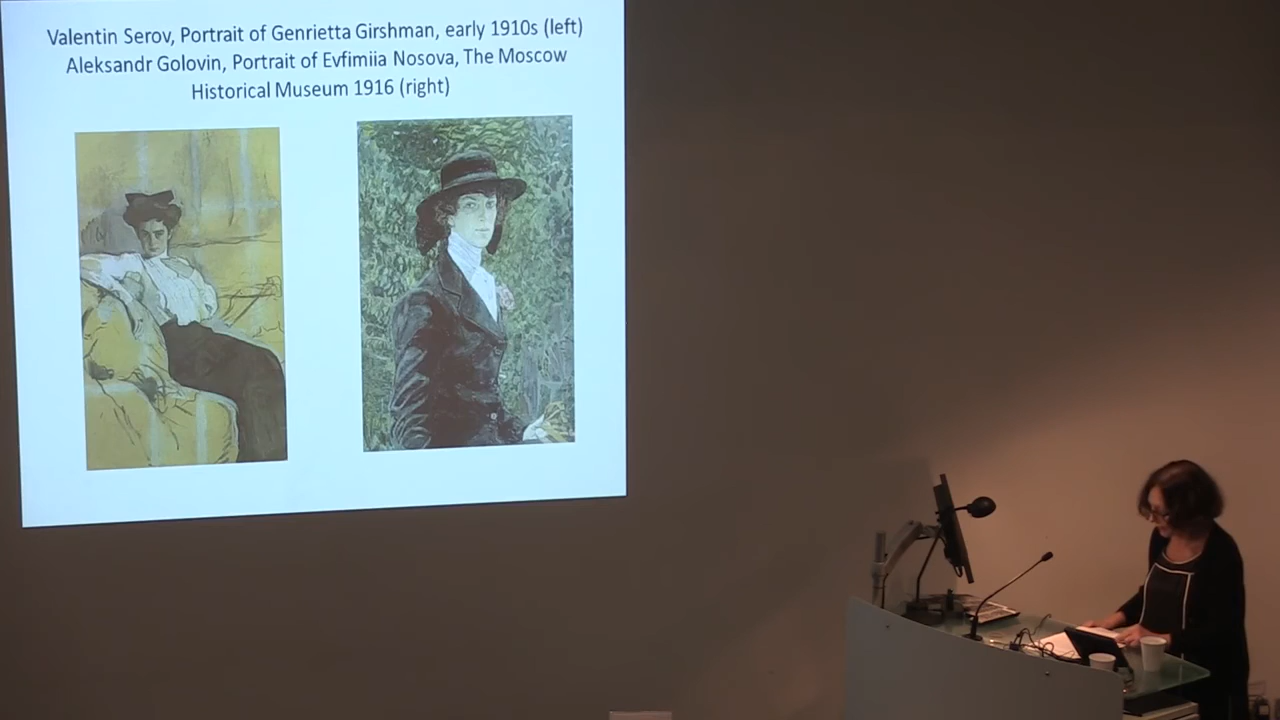 Valentin Serov, Portrait of Genrietta Girshman, early 1910s (left)
Aleksandr Golovin, Portrait of Evfimiia Nosova, The Moscow
Historical Museum 1916 (right)